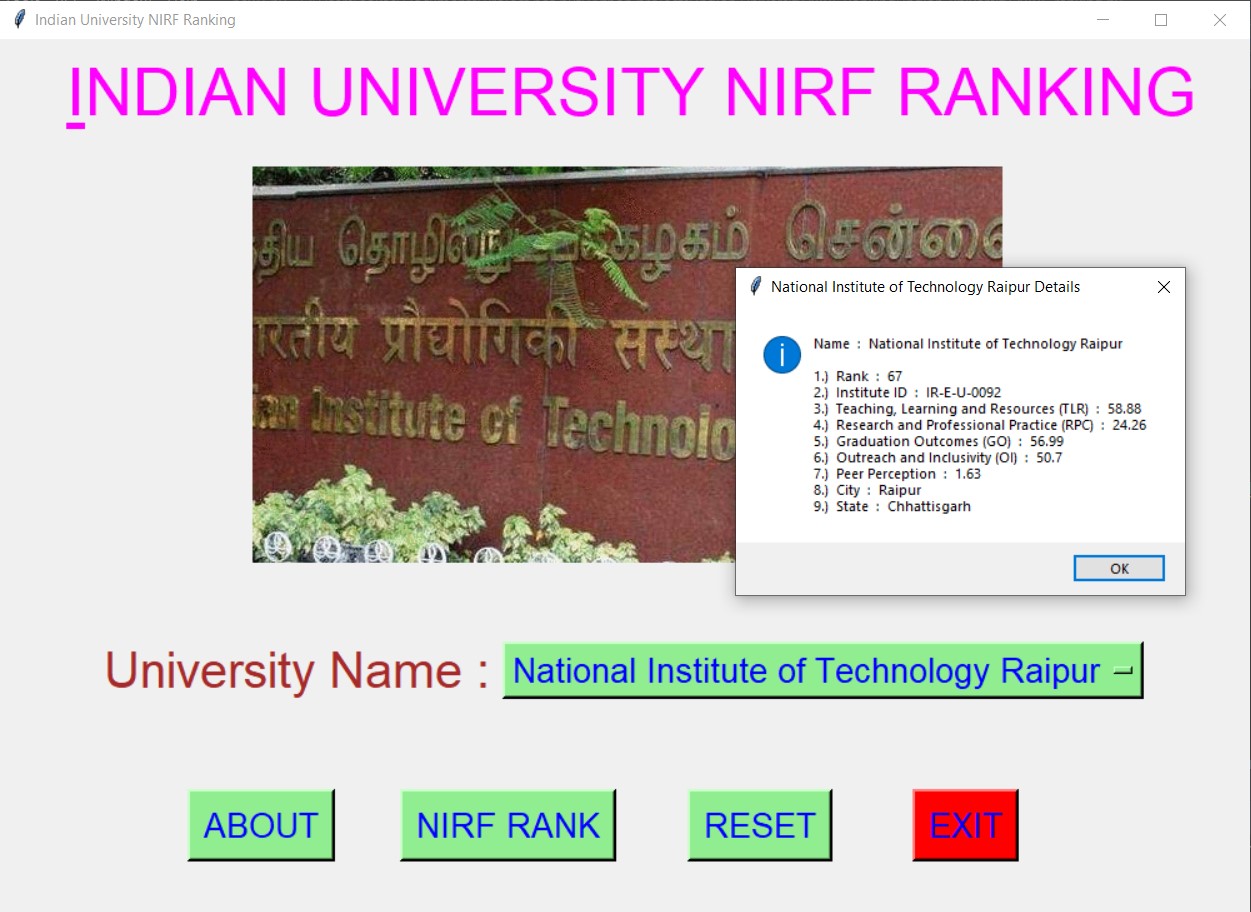 Indian University NIRF Ranking
INDIAN UNIVERSITY NIRF RANKING
திய தொழில்நுட்பக்கழகம் சென்னை
भारतीय प्रौद्योगिकी संस्था
Institute of Technolo
National Institute of Technology Raipur Details
Name : National Institute of Technology Raipur
1.) Rank : 67
2.) Institute ID : IR-E-U-0092
3.) Teaching, Learning and Resources (TLR) : 58.88
4.) Research and Professional Practice (RPC) : 24.26
5.) Graduation Outcomes (GO) : 56.99
6.) Outreach and Inclusivity (OI) : 50.7
7.) Peer Perception : 1.63
8.) City : Raipur
9.) State : Chhattisgarh
OK
University Name : National Institute of Technology Raipur
ABOUT NIRF RANK RESET EXIT